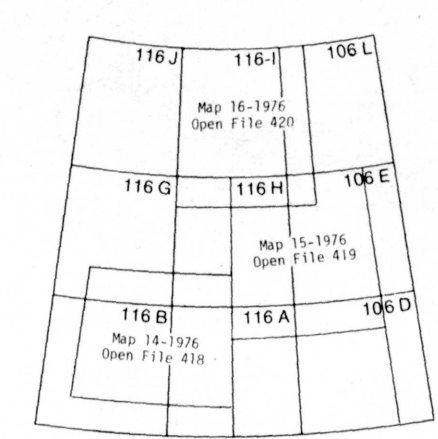 116 J 116-I 106 L
Map 16-1976
Open File 420
116 G 116 H 106 E
Map 15-1976
Open File 419
116 B 116 A 106 D
Map 14-1976
Open File 418